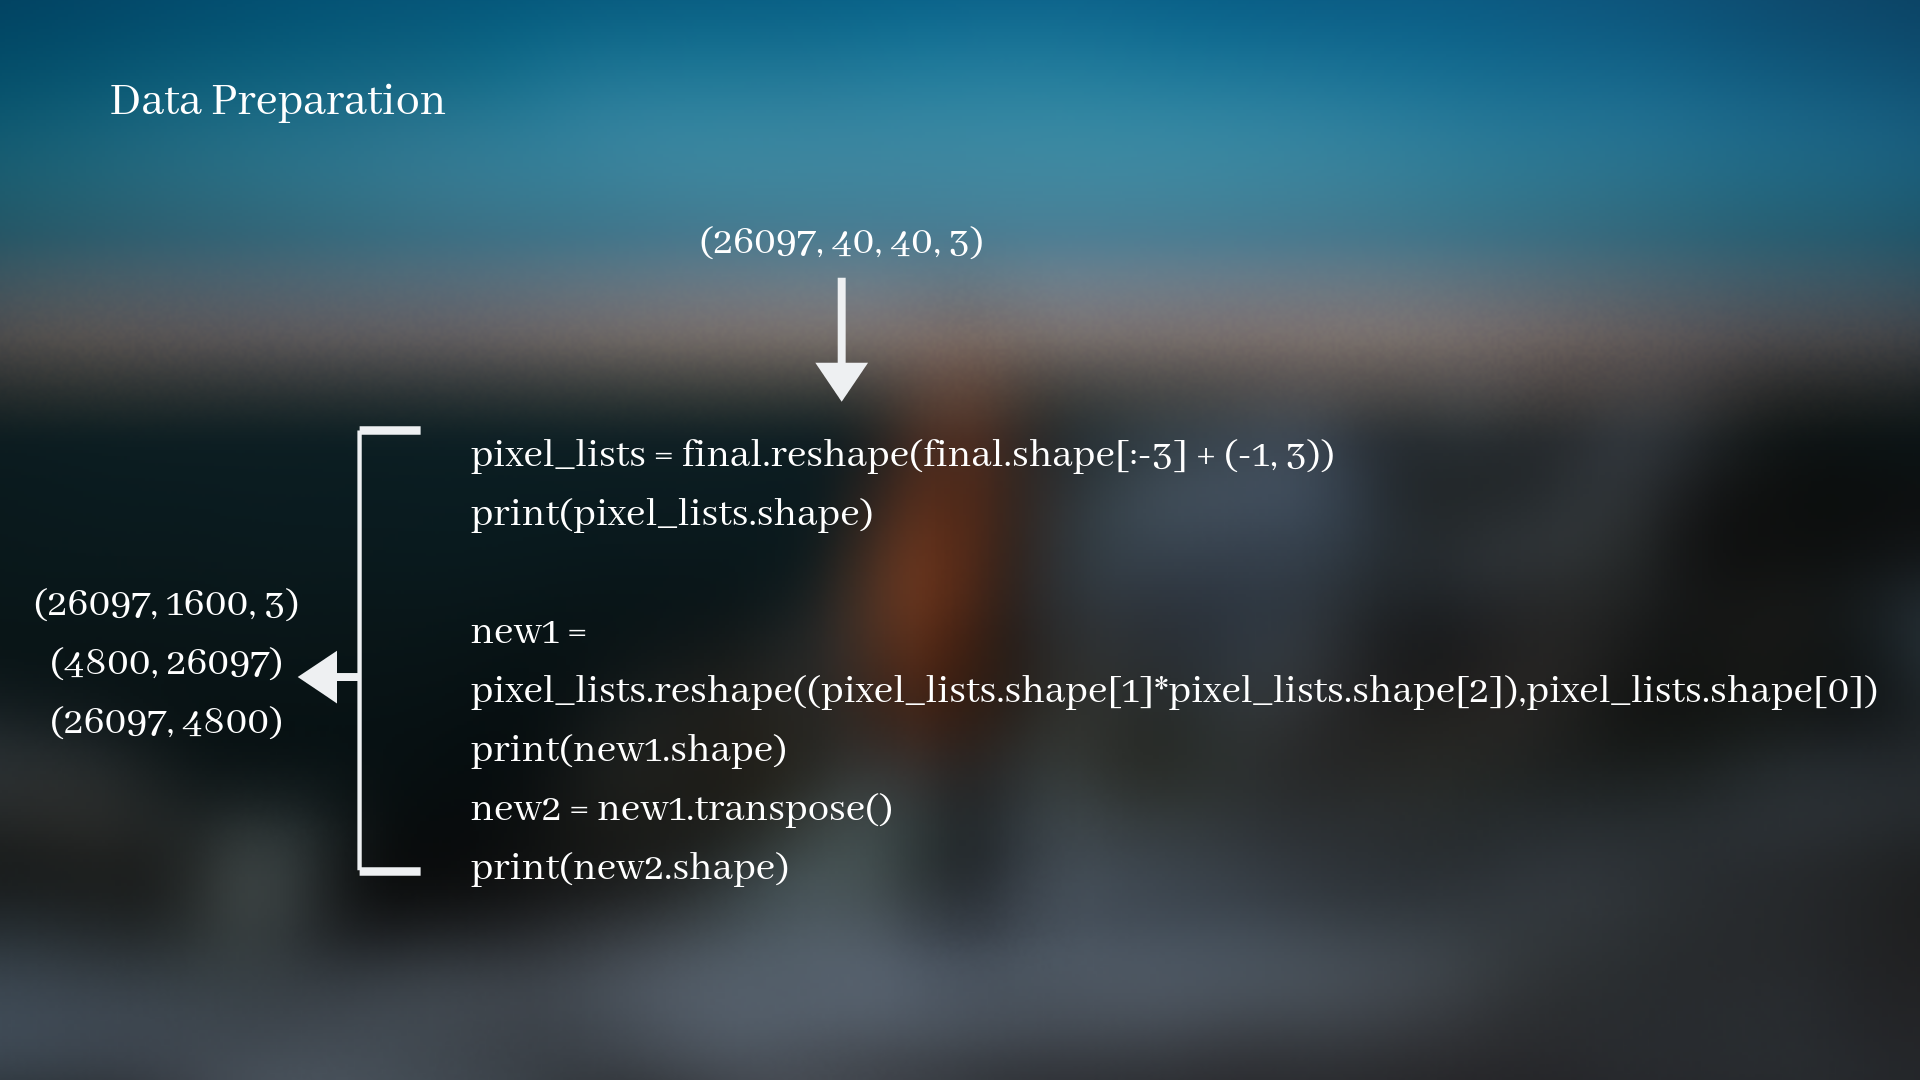 Data Preparation
(26097, 40, 40, 3)
pixel_lists = final.reshape(final.shape[:-3] + (-1, 3))
print(pixel_lists.shape)
new1 =
pixel_lists.reshape((pixel_lists.shape[1]*pixel_lists.shape[2]),pixel_lists.shape[0])
print(new1.shape)
new2 = new1.transpose()
print(new2.shape)
(26097, 1600, 3)
(4800, 26097)
(26097, 4800)